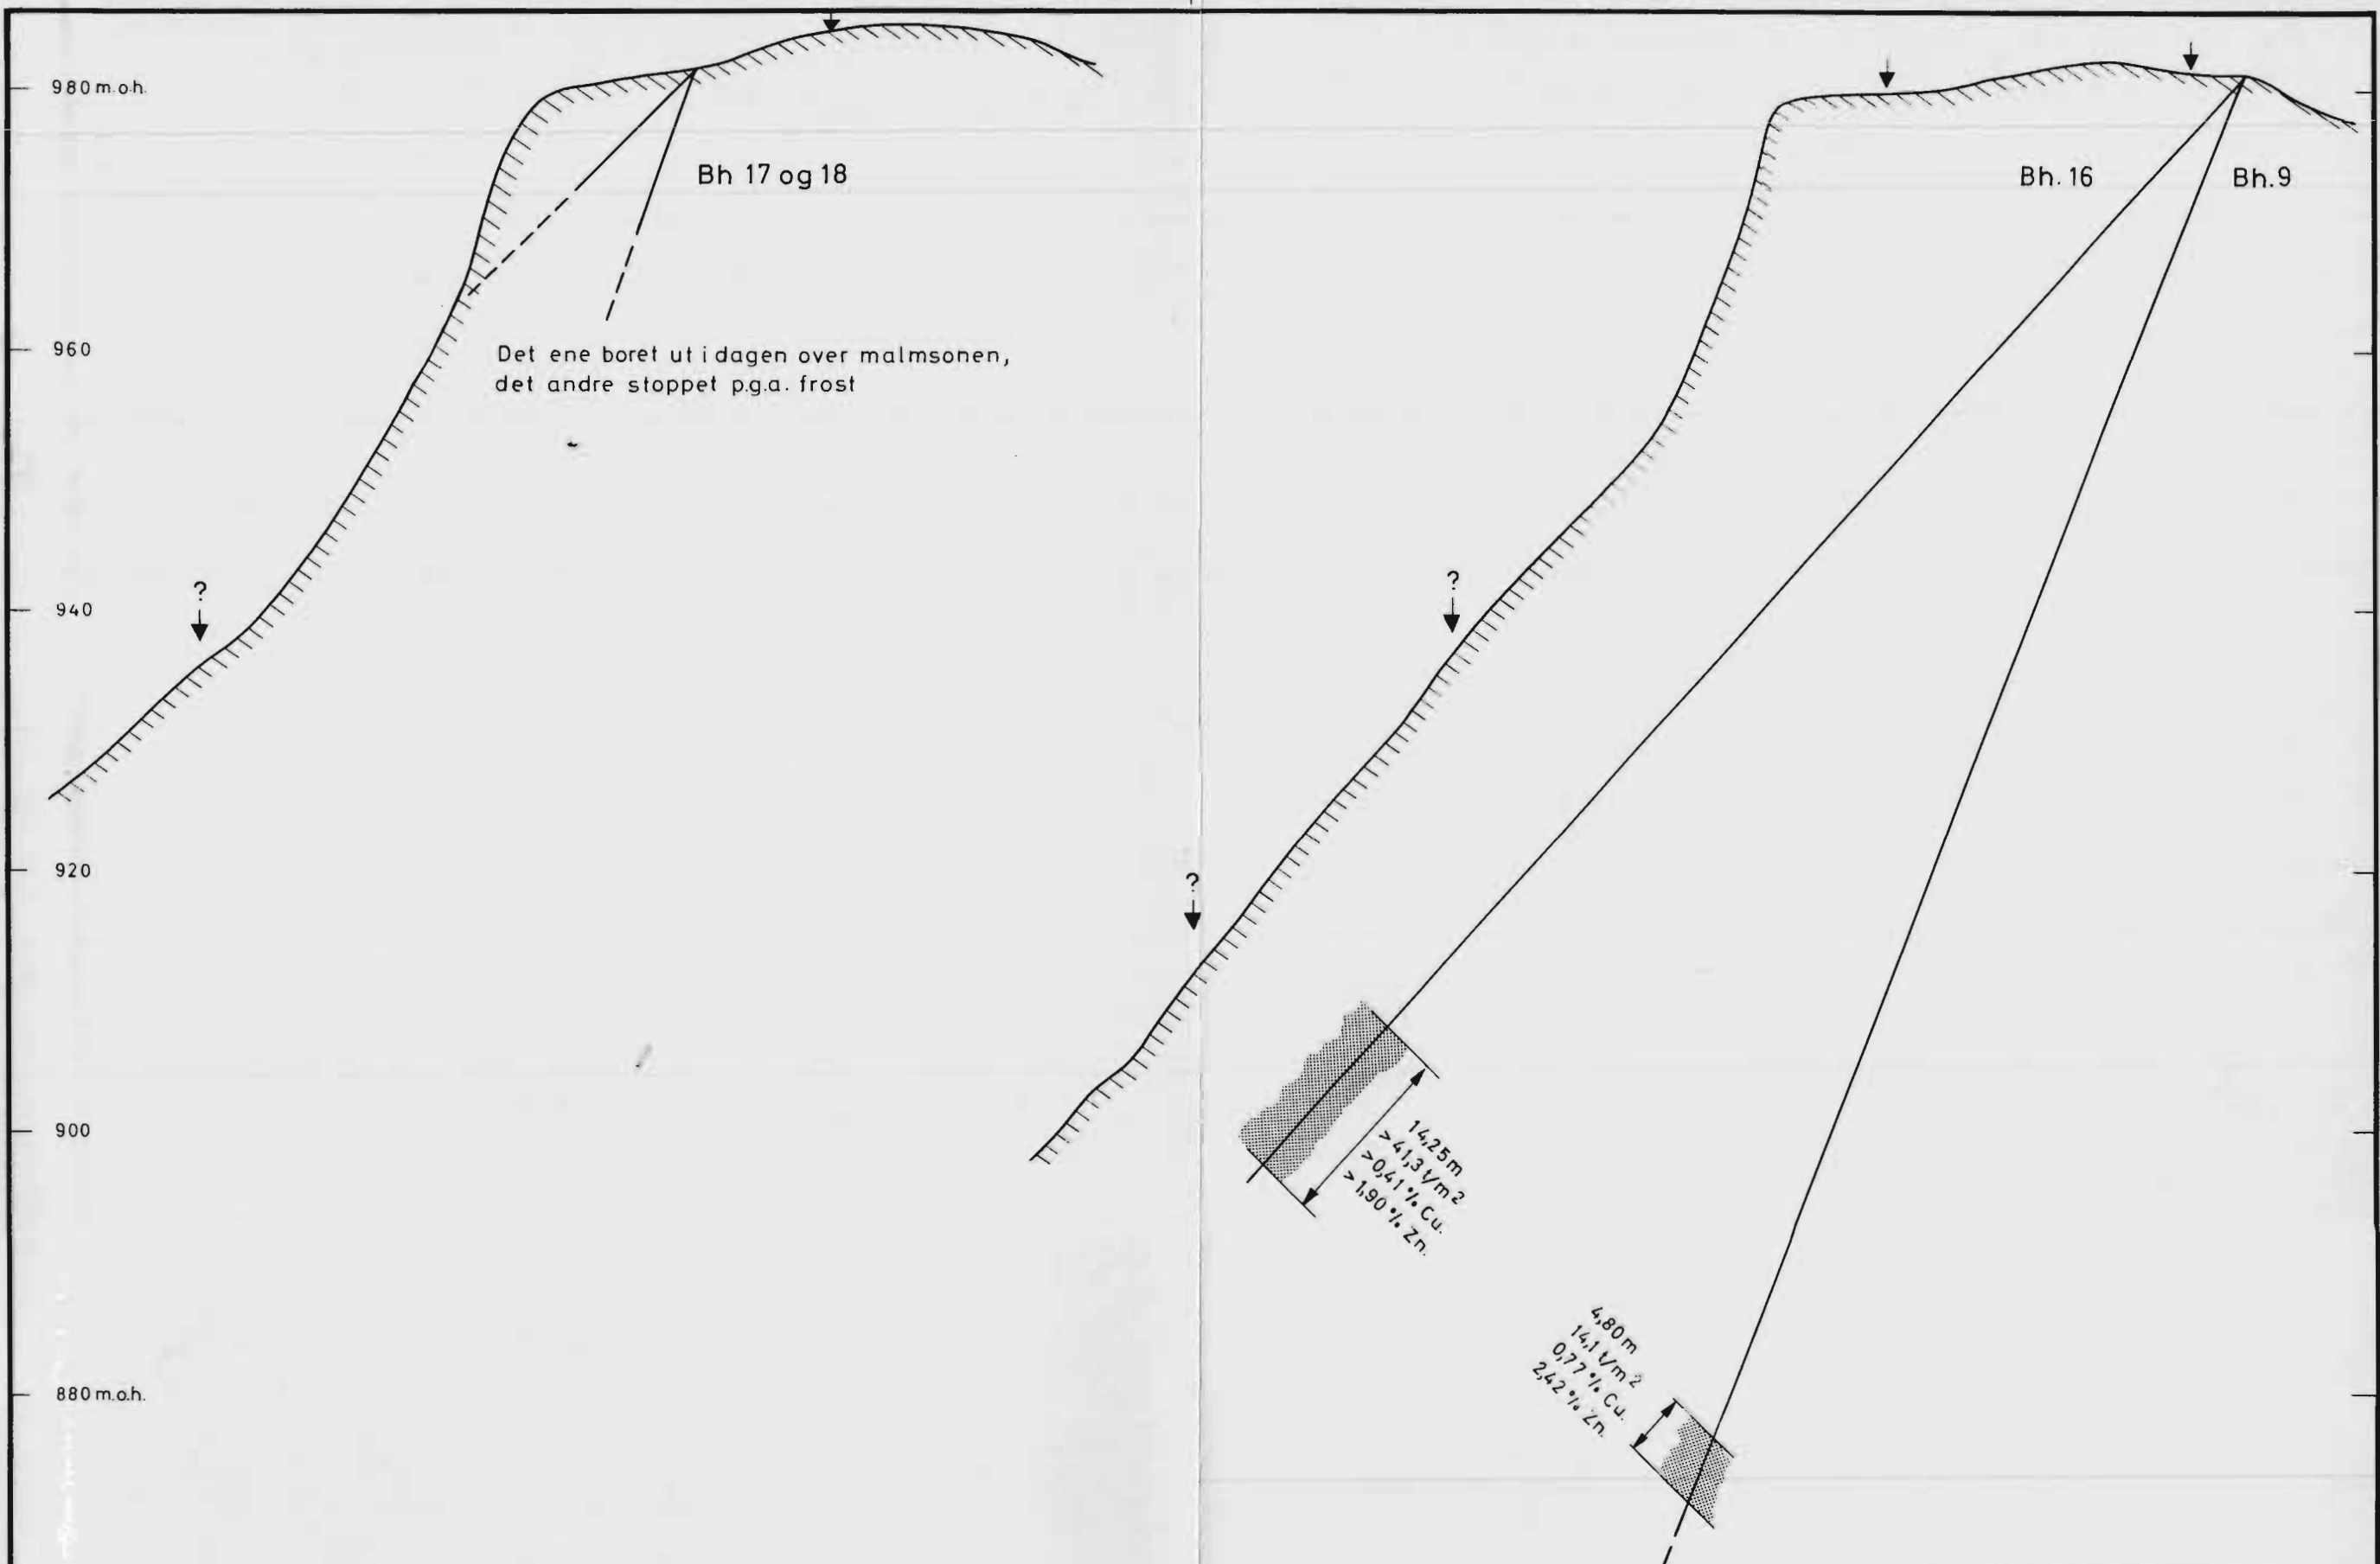 980 m.o.h.
Bh 17 og 18
Bh. 16
Bh. 9
960
Det ene boret ut i dagen over malmsonen,
det andre stoppet p.g.a. frost
?
940
?
920
?
900
14,25 m
>41,3 t/m²
>0,41 % Cu.
>1,90 % Zn.
880 m.o.h.
4,80 m
14,1 t/m²
0,77 % Cu.
2,42 % Zn.